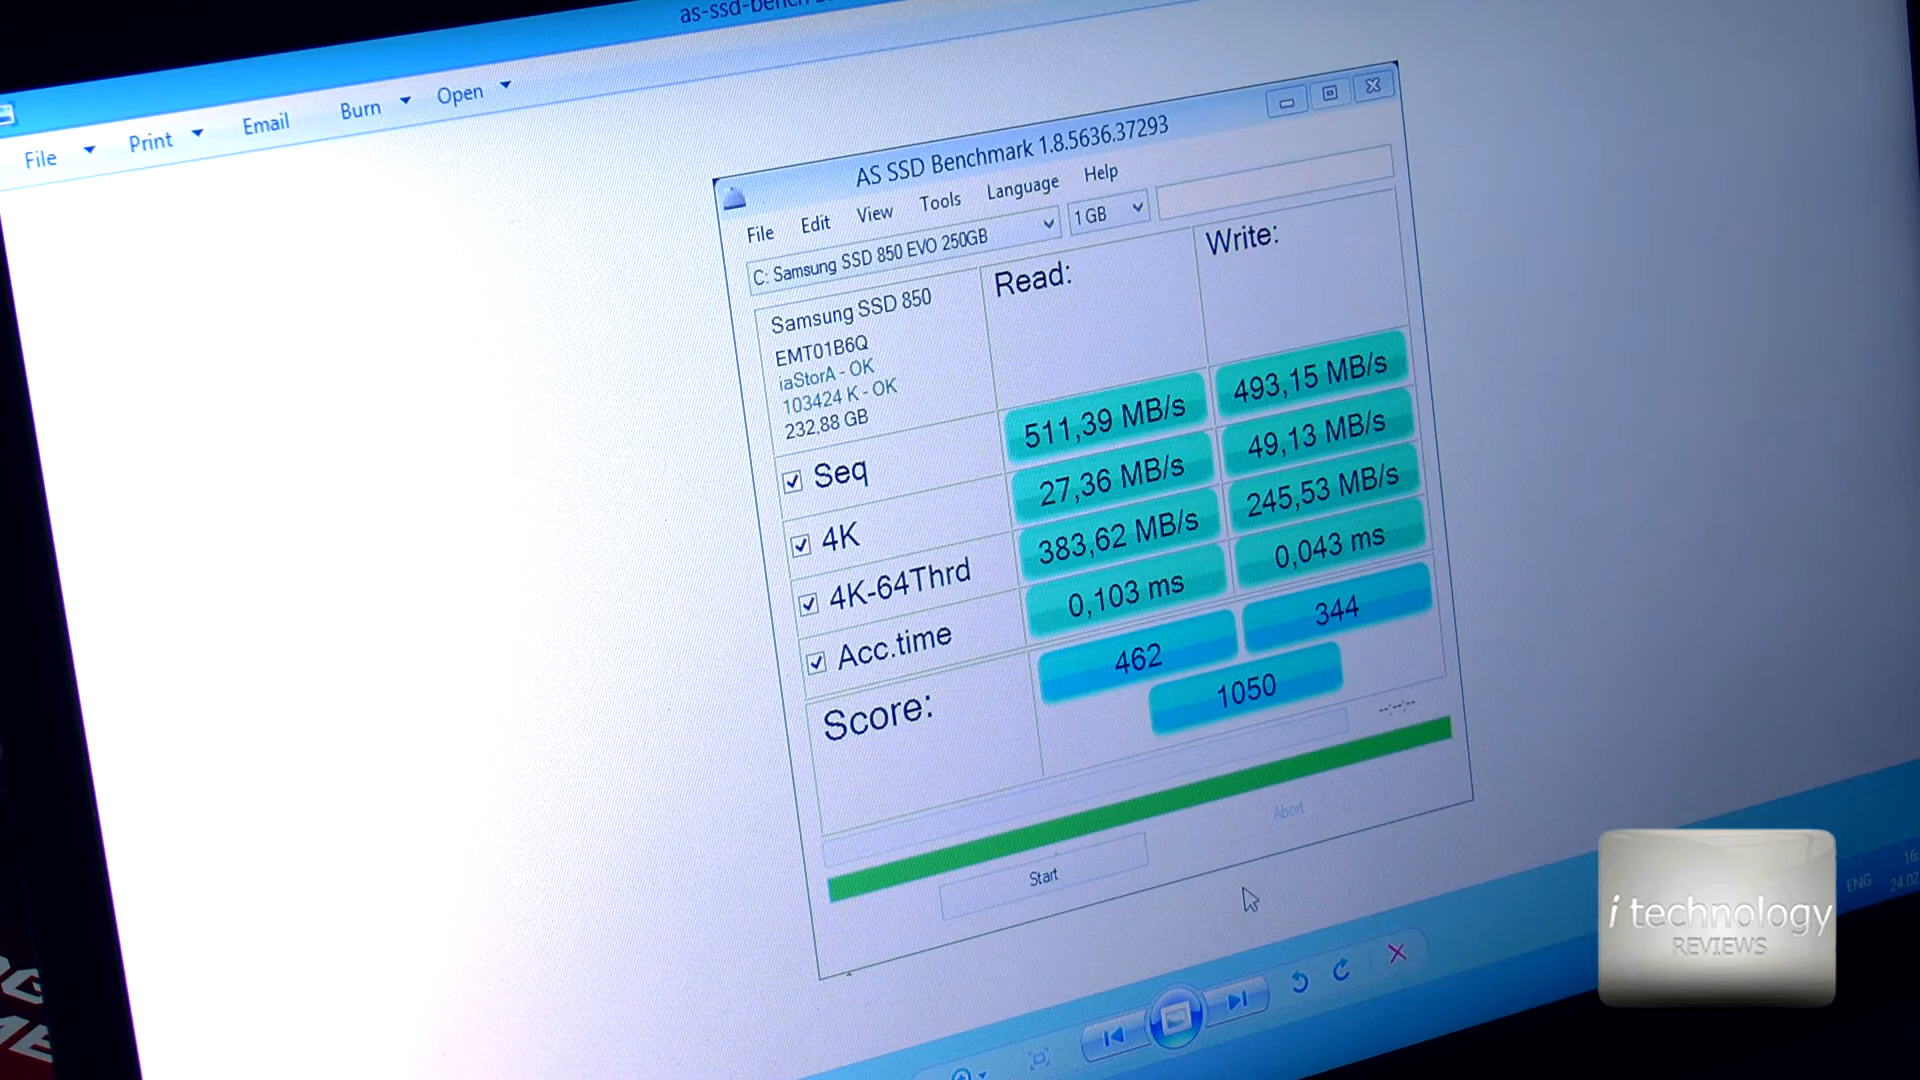 as-ssd-bench
File Print Email Burn Open
AS SSD Benchmark 1.8.5636.37293
File Edit View Tools Language Help
C: Samsung SSD 850 EVO 250GB 1 GB
Samsung SSD 850
EMT01B6Q
iaStorA - OK
103424 K - OK
232,88 GB
Read: Write:
Seq 511,39 MB/s 493,15 MB/s
4K 27,36 MB/s 49,13 MB/s
4K-64Thrd 383,62 MB/s 245,53 MB/s
Acc.time 0,103 ms 0,043 ms
Score: 462 344
1050
--:--:--
Start Abort
ENG
i technology
REVIEWS